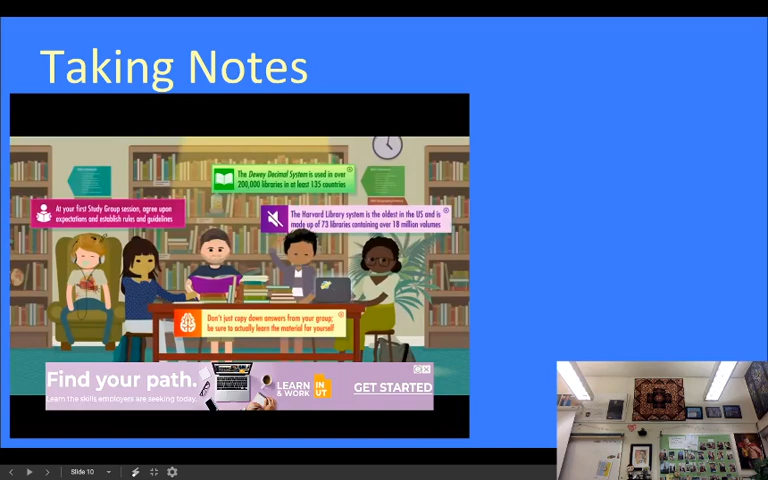 Taking Notes
The Dewey Decimal System is used in over
200,000 libraries in at least 135 countries
At your first Study Group session, agree upon
expectations and establish rules and guidelines
The Harvard Library system is the oldest in the US and is
made up of 73 libraries containing over 18 million volumes
Don't just copy down answers from your group;
be sure to actually learn the material for yourself
Find your path.
Learn the skills employers are seeking today.
LEARN
& WORK
IN
UT
GET STARTED
Slide 10